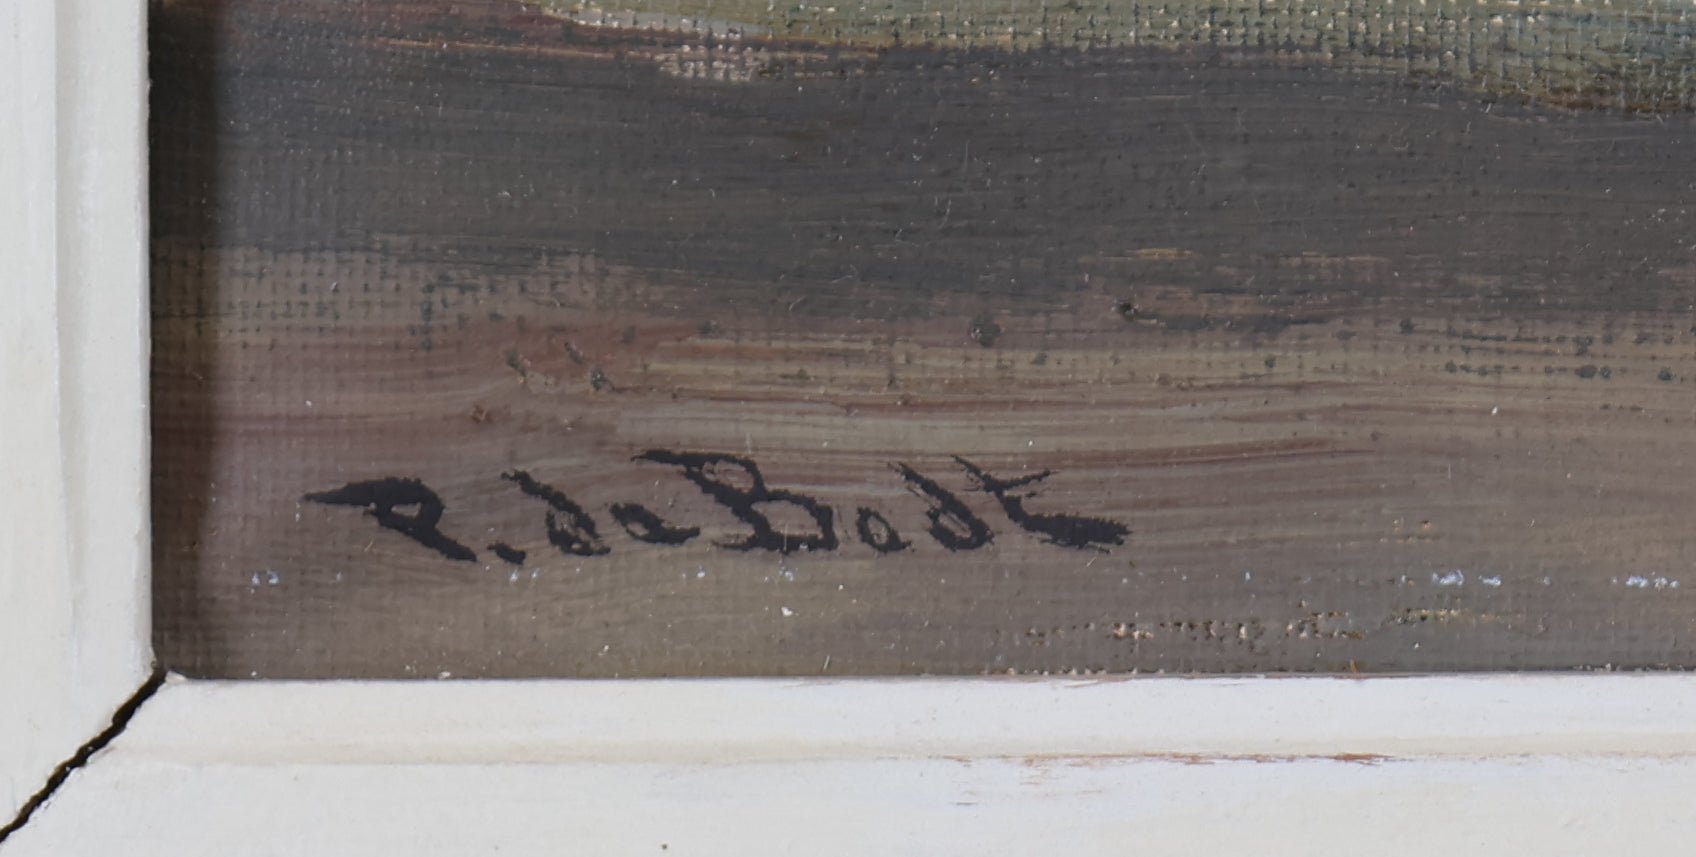 P. de Bodt